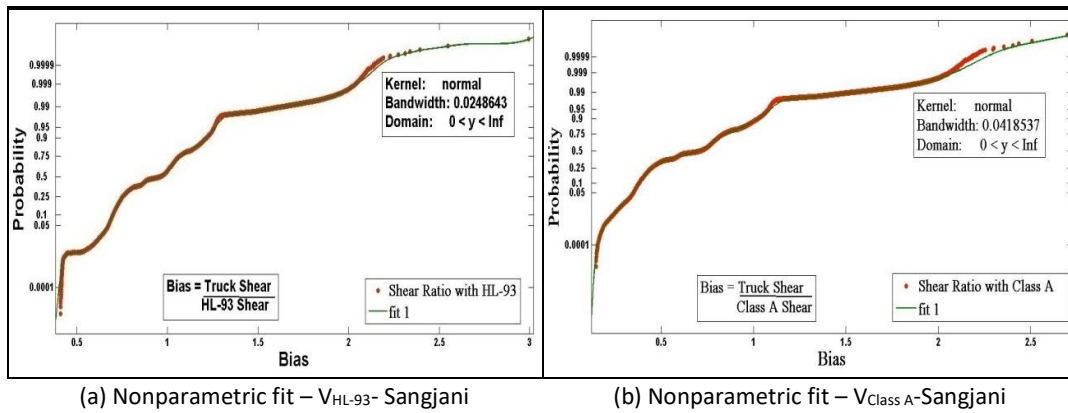 0.9999
0.999
0.99
0.95
0.9
0.75
0.5
0.25
0.1
0.05
0.0001
Probability
Kernel: normal
Bandwidth: 0.0248643
Domain: 0 < y < Inf
Bias = Truck Shear
HL-93 Shear
Shear Ratio with HL-93
fit 1
0.5
1
1.5
2
2.5
3
Bias
(a) Nonparametric fit – VHL-93- Sangjani
0.9999
0.999
0.99
0.95
0.9
0.75
0.5
0.25
0.1
0.05
0.0001
Probability
Kernel: normal
Bandwidth: 0.0418537
Domain: 0 < y < Inf
Bias = Truck Shear
Class A Shear
Shear Ratio with Class A
fit 1
0.5
1
1.5
2
2.5
Bias
(b) Nonparametric fit – VClass A-Sangjani